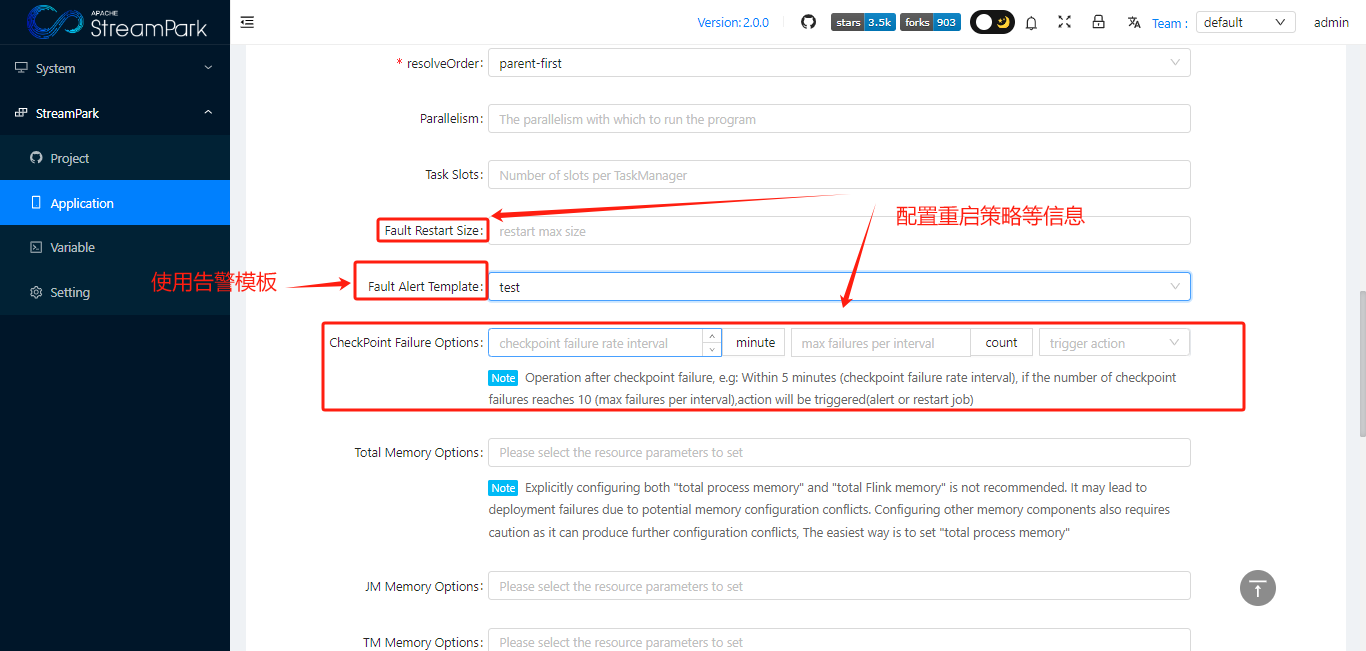 APACHE
StreamPark
Version: 2.0.0
stars 3.5k
forks 903
Team :
default
admin
System
StreamPark
Project
Application
Variable
Setting
* resolveOrder:
parent-first
Parallelism:
The parallelism with which to run the program
Task Slots:
Number of slots per TaskManager
配置重启策略等信息
Fault Restart Size:
restart max size
使用告警模板
Fault Alert Template:
test
CheckPoint Failure Options:
checkpoint failure rate interval
minute
max failures per interval
count
trigger action
Note Operation after checkpoint failure, e.g: Within 5 minutes (checkpoint failure rate interval), if the number of checkpoint
failures reaches 10 (max failures per interval),action will be triggered(alert or restart job)
Total Memory Options:
Please select the resource parameters to set
Note Explicitly configuring both "total process memory" and "total Flink memory" is not recommended. It may lead to
deployment failures due to potential memory configuration conflicts. Configuring other memory components also requires
caution as it can produce further configuration conflicts, The easiest way is to set "total process memory"
JM Memory Options:
Please select the resource parameters to set
TM Memory Options:
Please select the resource parameters to set